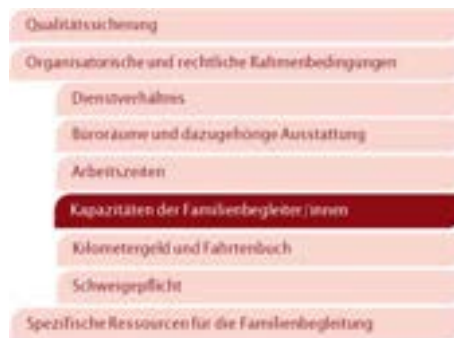 Qualitätssicherung
Organisatorische und rechtliche Rahmenbedingungen
Dienstverhältnis
Büroräume und dazugehörige Ausstattung
Arbeitszeiten
Kapazitäten der Familienbegleiter/innen
Kilometergeld und Fahrtenbuch
Schweigepflicht
Spezifische Ressourcen für die Familienbegleitung